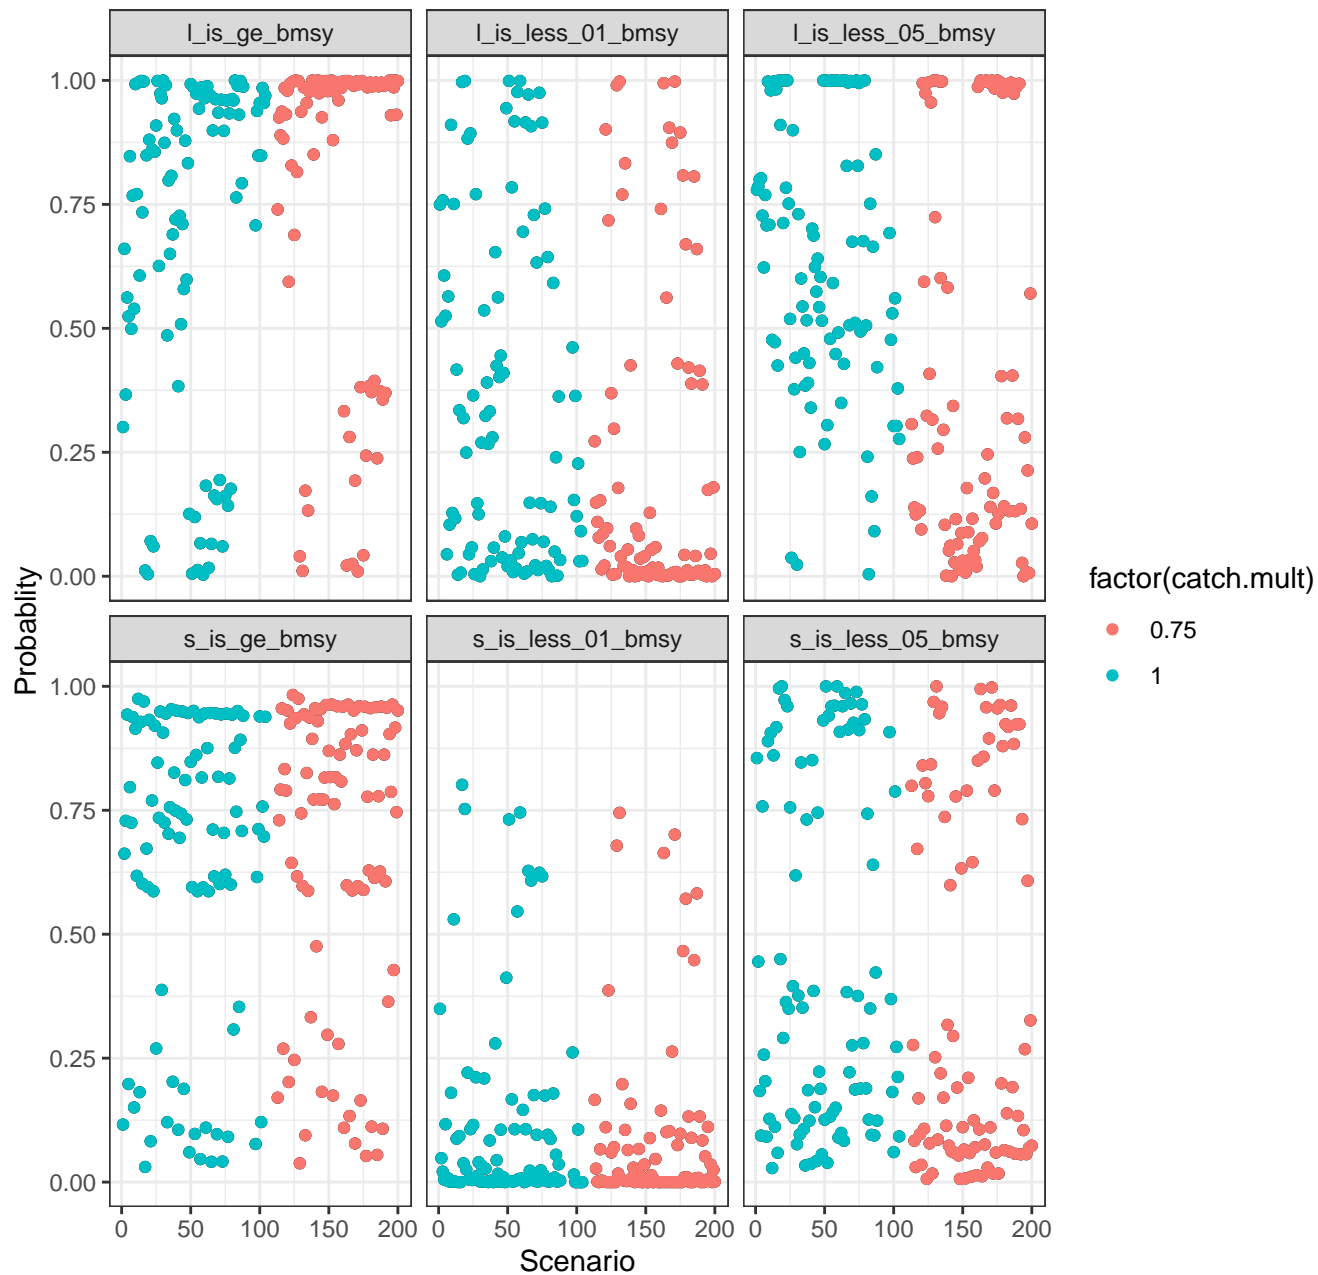 l_is_ge_bmsy
l_is_less_01_bmsy
l_is_less_05_bmsy
1.00
0.75
0.50
0.25
0.00
s_is_ge_bmsy
s_is_less_01_bmsy
s_is_less_05_bmsy
1.00
0.75
0.50
0.25
0.00
0 50 100 150 200
0 50 100 150 200
0 50 100 150 200
Scenario
Probablity
factor(catch.mult)
0.75
1